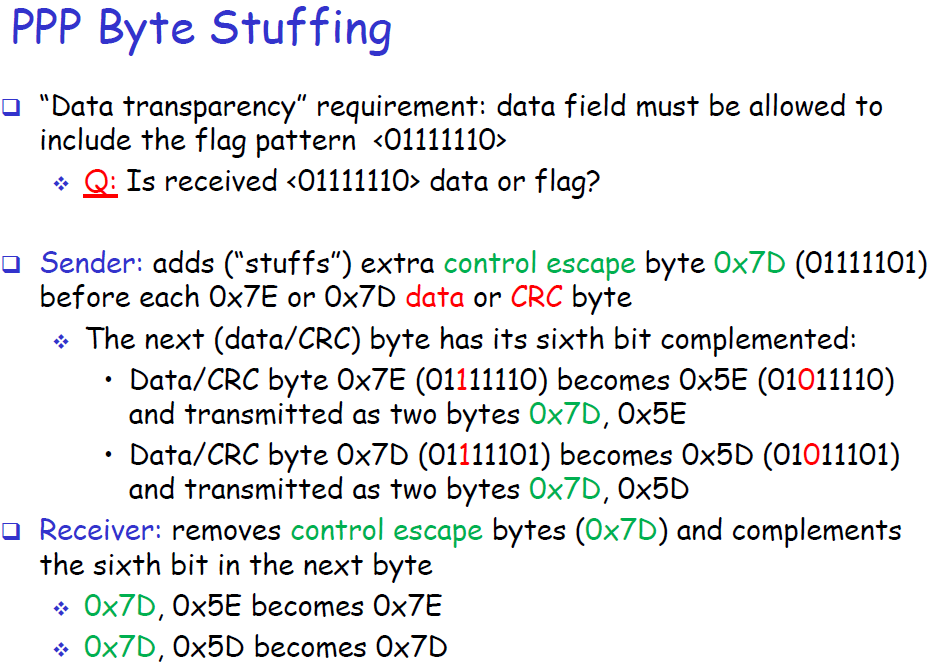 PPP Byte Stuffing
❑ “Data transparency” requirement: data field must be allowed to
include the flag pattern <01111110>
❖ Q: Is received <01111110> data or flag?
❑ Sender: adds (“stuffs”) extra control escape byte 0x7D (01111101)
before each 0x7E or 0x7D data or CRC byte
❖ The next (data/CRC) byte has its sixth bit complemented:
• Data/CRC byte 0x7E (01111110) becomes 0x5E (01011110)
and transmitted as two bytes 0x7D, 0x5E
• Data/CRC byte 0x7D (01111101) becomes 0x5D (01011101)
and transmitted as two bytes 0x7D, 0x5D
❑ Receiver: removes control escape bytes (0x7D) and complements
the sixth bit in the next byte
❖ 0x7D, 0x5E becomes 0x7E
❖ 0x7D, 0x5D becomes 0x7D